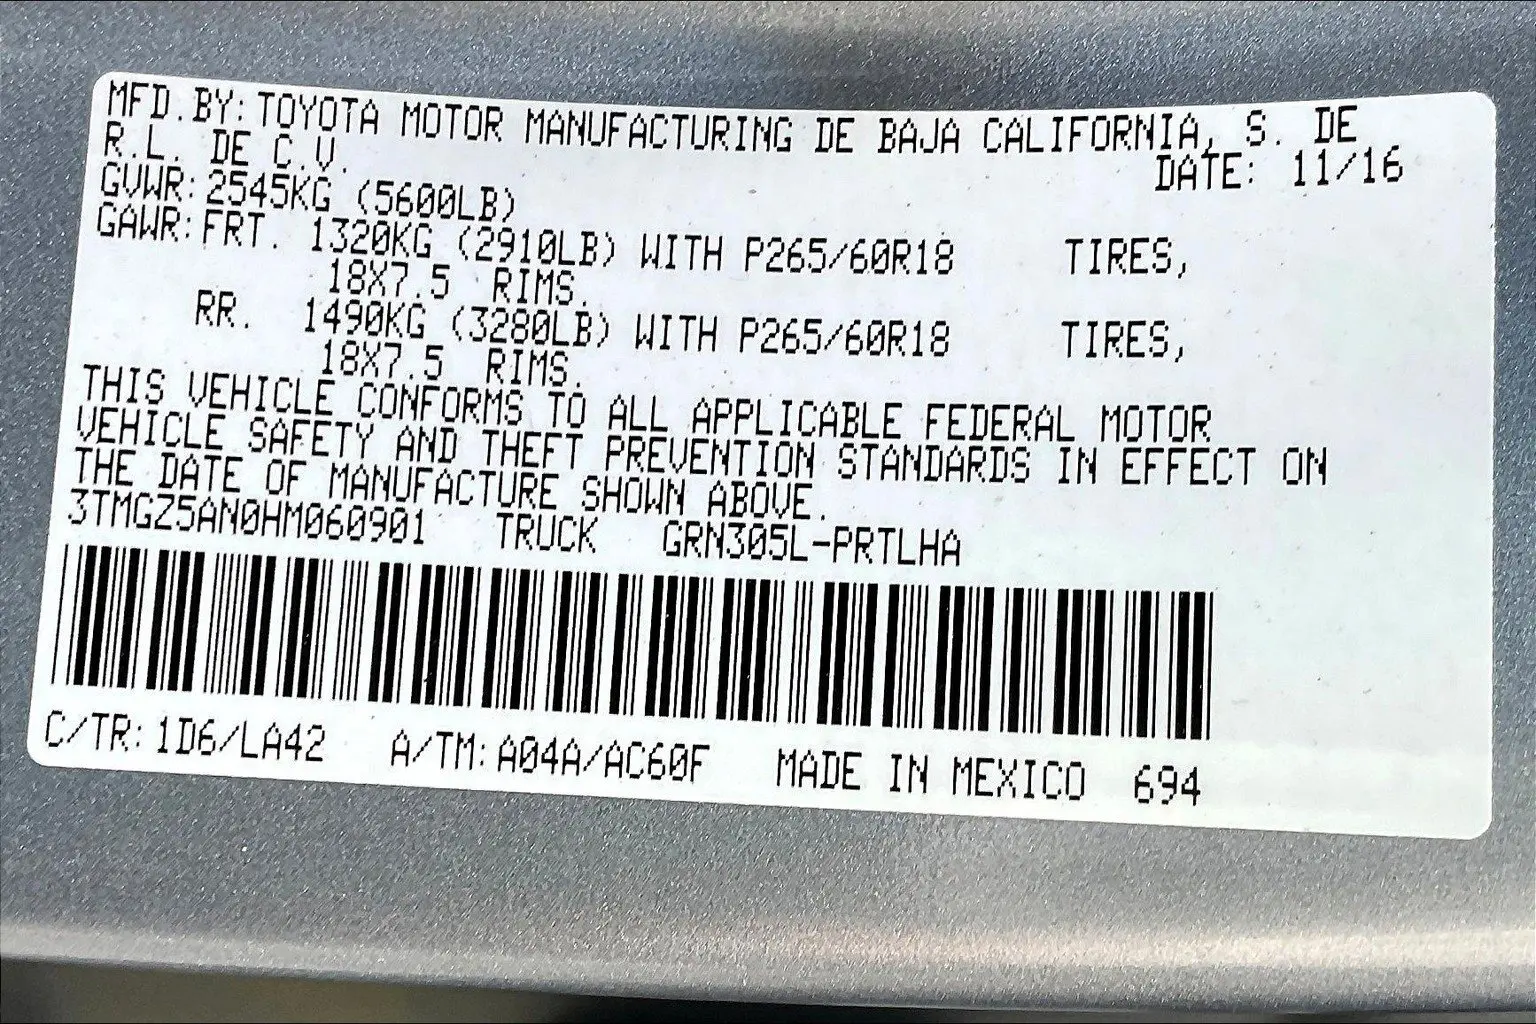 MFD.BY:TOYOTA MOTOR MANUFACTURING DE BAJA CALIFORNIA, S. DE
R.L. DE C.V.
DATE: 11/16
GVWR:2545KG (5600LB)
GAWR:FRT. 1320KG (2910LB) WITH P265/60R18 TIRES,
18X7.5 RIMS.
RR. 1490KG (3280LB) WITH P265/60R18 TIRES,
18X7.5 RIMS.
THIS VEHICLE CONFORMS TO ALL APPLICABLE FEDERAL MOTOR
VEHICLE SAFETY AND THEFT PREVENTION STANDARDS IN EFFECT ON
THE DATE OF MANUFACTURE SHOWN ABOVE.
3TMGZ5AN0HM060901 TRUCK GRN305L-PRTLHA
C/TR:1D6/LA42 A/TM:A04A/AC60F MADE IN MEXICO 694